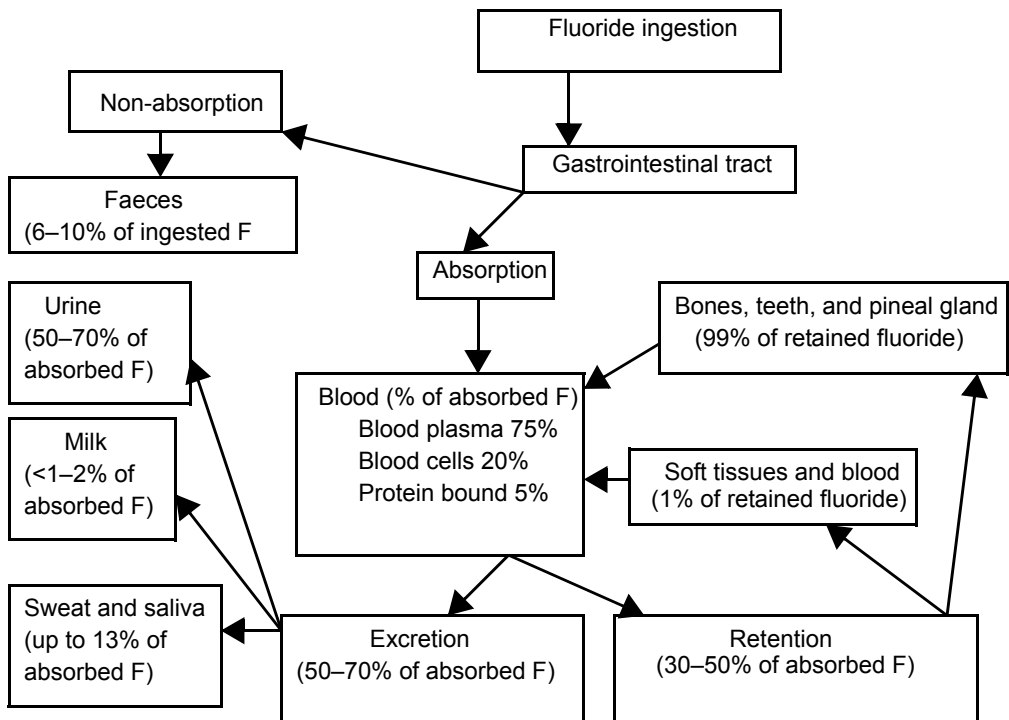 Fluoride ingestion
Non-absorption
Gastrointestinal tract
Faeces
(6–10% of ingested F
Absorption
Urine
(50–70% of
absorbed F)
Bones, teeth, and pineal gland
(99% of retained fluoride)
Blood (% of absorbed F)
Blood plasma 75%
Blood cells 20%
Protein bound 5%
Milk
(<1–2% of
absorbed F)
Soft tissues and blood
(1% of retained fluoride)
Sweat and saliva
(up to 13% of
absorbed F)
Excretion
(50–70% of absorbed F)
Retention
(30–50% of absorbed F)